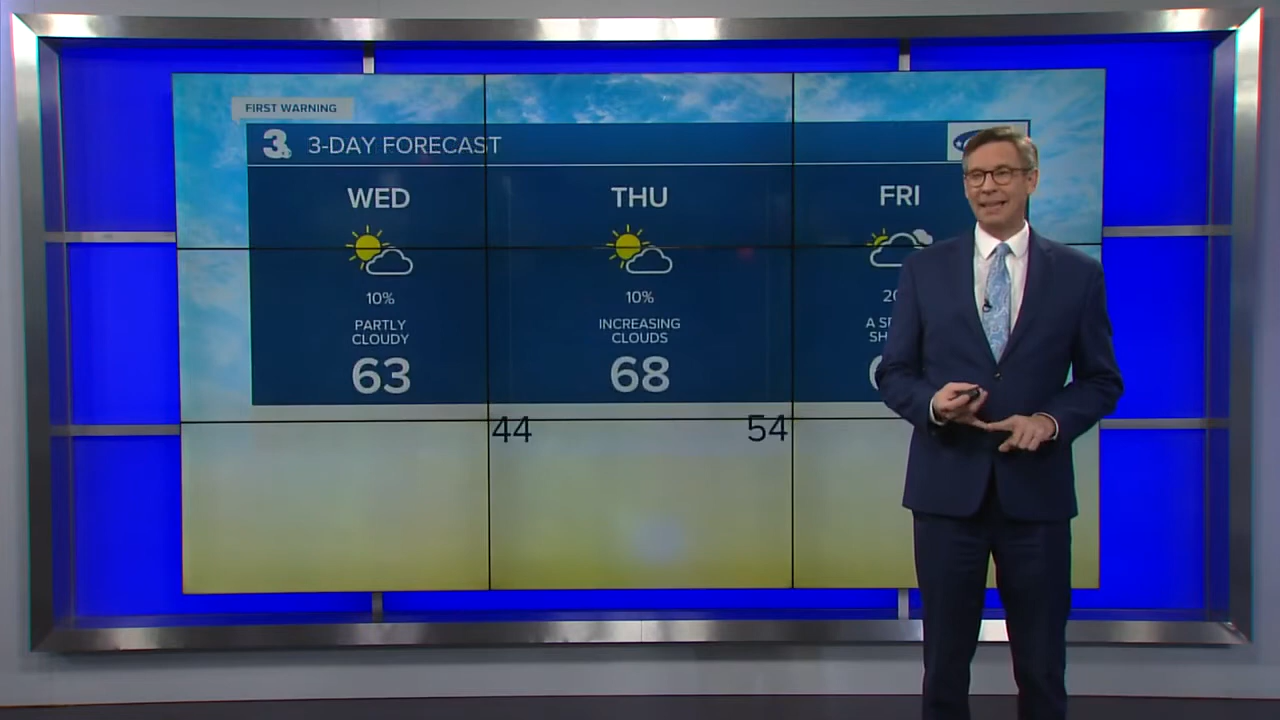 FIRST WARNING
3 3-DAY FORECAST
WED THU FRI
10% 10%
PARTLY INCREASING A
CLOUDY CLOUDS
63 68
44 54